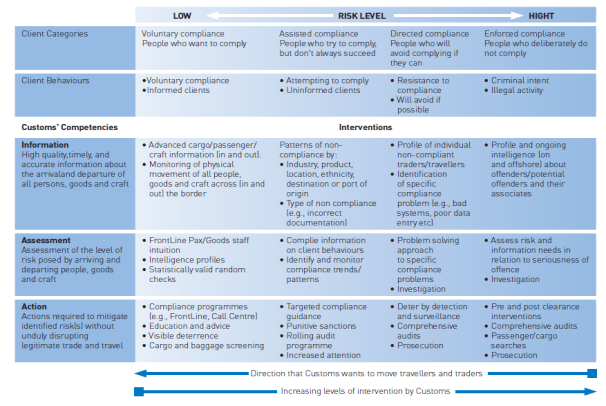 LOW RISK LEVEL HIGHT
Client Categories
Voluntary compliance
People who want to comply
Assisted compliance
People who try to comply,
but don't always succeed
Directed compliance
People who will
avoid complying if
they can
Enforced compliance
People who deliberately do
not comply
Client Behaviours
•Voluntary compliance
•Informed clients
• Attempting to comply
• Uninformed clients
• Resistance to
compliance
• Will avoid if
possible
• Criminal intent
• Illegal activity
Customs' Competencies
Interventions
Information
High quality,timely, and
accurate information about
the arrivaland departure of
all persons, goods and craft
• Advanced cargo/passenger/
craft information (in and out).
• Monitoring of physical
movement of all people,
goods and craft across (in
and out) the border
Patterns of non-
compliance by:
• Industry, product,
location, ethnicity,
destination or port of
origin
• Type of non compliance
(e.g., incorrect
documentation)
• Profile of individual
non-compliant
traders/travellers
• Identification
of specific
compliance
problem (e.g., bad
systems, poor data
entry etc)
• Profile and ongoing
intelligence (on
and offshore) about
offenders/potential
offenders and their
associates
Assessment
Assessment of the level of
risk posed by arriving and
departing people, goods
and craft
• FrontLine Pax/Goods staff
intuition
• Intelligence profiles
• Statistically valid random
checks
• Complie information
on client behaviours
• Identify and monitor
compliance trends/
patterns
• Problem solving
approach
to specific
compliance
problems
• Investigation
• Assess risk and
information needs in
relation to seriousness of
offence
• Investigation
Action
Actions required to mitigate
identified risk(s) without
unduly disrupting
legitimate trade and travel
• Compliance programmes
(e.g., FrontLine, Call Centre)
• Education and advice
• Visible deterrence
• Cargo and baggage screening
• Targeted compliance
guidance
• Punitive sanctions
• Rolling audit
programme
• Increased attention
• Deter by detection
and surveillance
• Comprehensive
audits
• Prosecution
• Pre and post clearance
interventions
• Comprehensive audits
• Passenger/cargo
searches
• Prosecution
Direction that Customs wants to move travellers and traders
Increasing levels of intervention by Customs